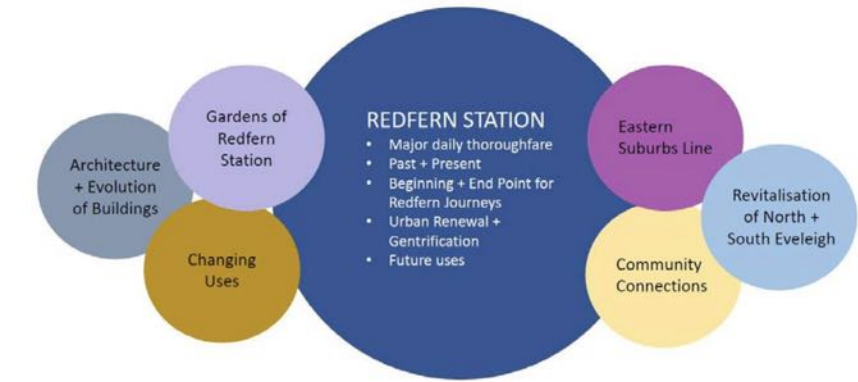 Gardens of
Redfern
Station
Architecture
+ Evolution
of Buildings
Changing
Uses
REDFERN STATION
• Major daily thoroughfare
• Past + Present
• Beginning + End Point for
Redfern Journeys
• Urban Renewal +
Gentrification
• Future uses
Eastern
Suburbs Line
Revitalisation
of North +
South Eveleigh
Community
Connections